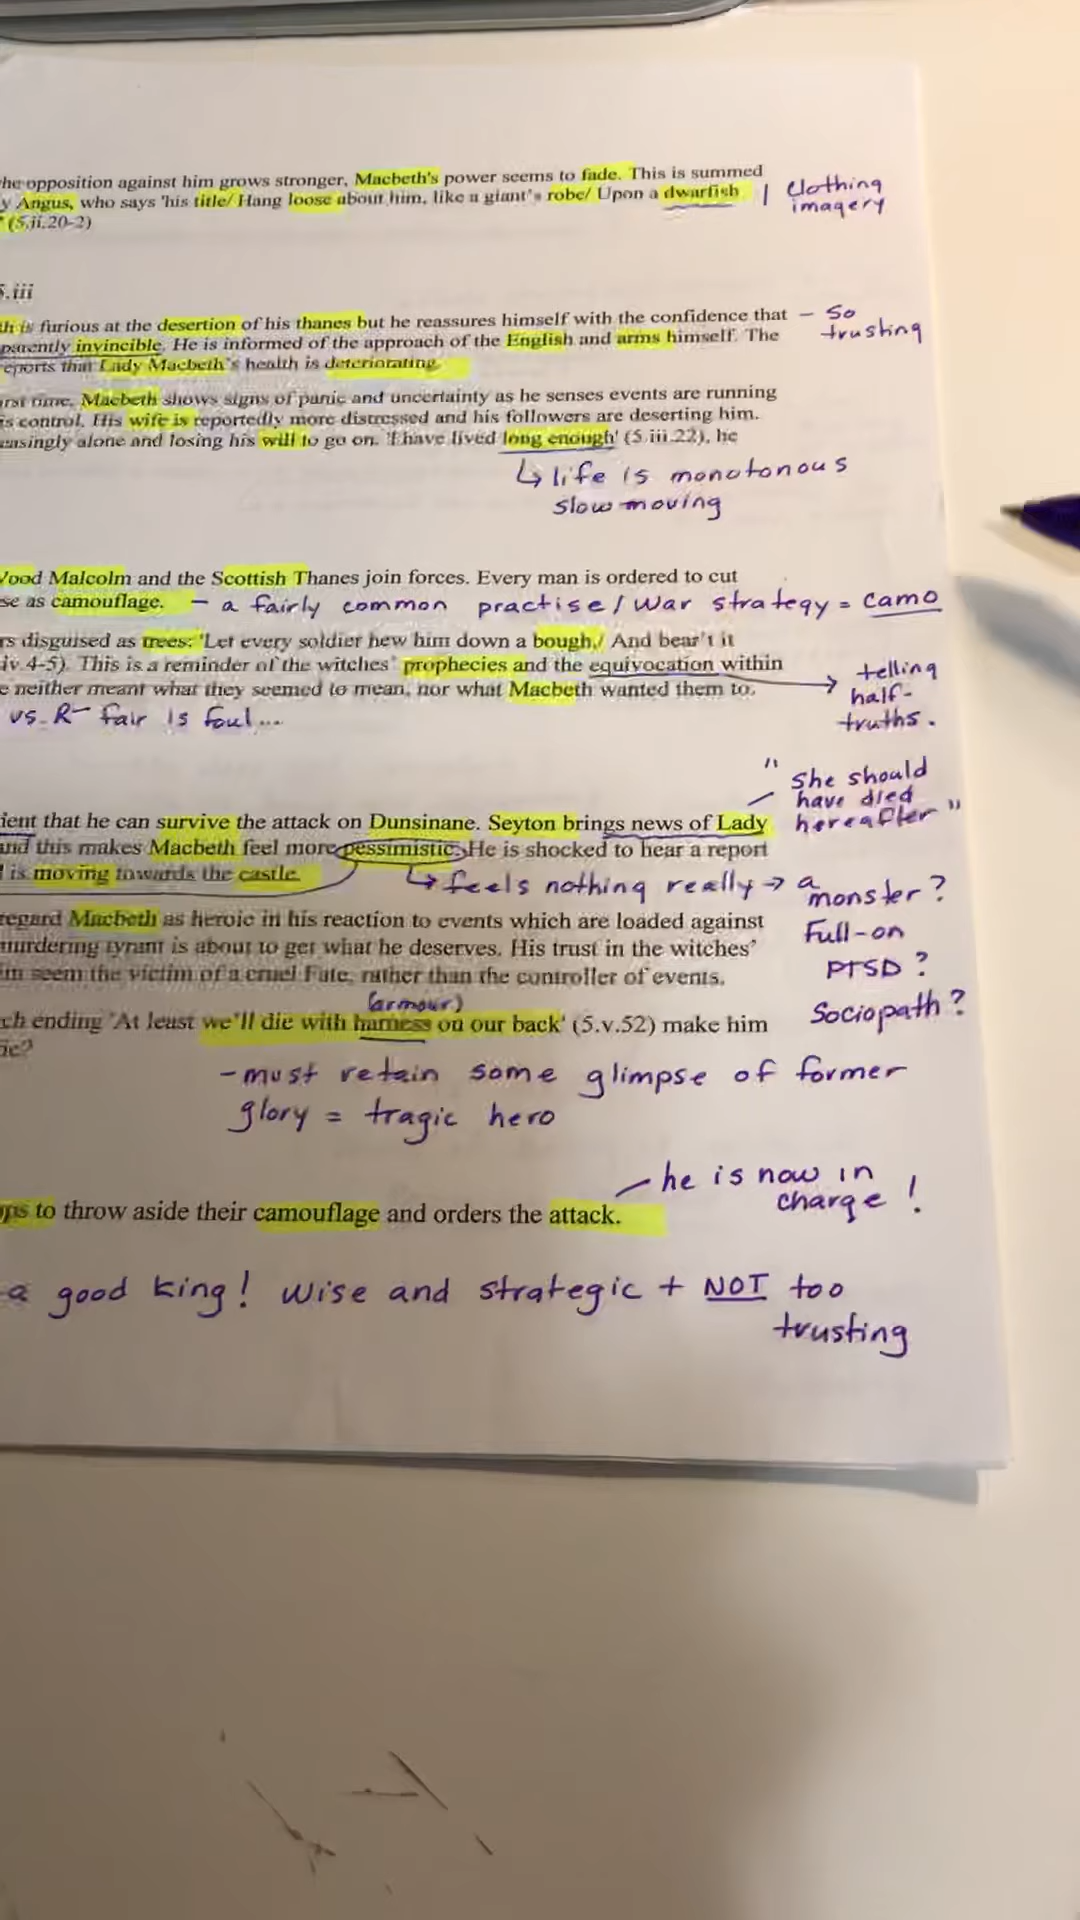 he opposition against him grows stronger, Macbeth's power seems to fade. This is summed
y Angus, who says 'his title/ Hang loose about him, like a giant's robe/ Upon a dwarfish
(5.ii.20-2)
| clothing
imagery
5.iii
th is furious at the desertion of his thanes but he reassures himself with the confidence that
parently invincible. He is informed of the approach of the English and arms himself. The
eports that Lady Macbeth's health is deteriorating.
– so
trusting
rst time, Macbeth shows signs of panic and uncertainty as he senses events are running
is control. His wife is reportedly more distressed and his followers are deserting him.
easingly alone and losing his will to go on. 'I have lived long enough' (5.iii.22), he
↳ life is monotonous
slow moving
Wood Malcolm and the Scottish Thanes join forces. Every man is ordered to cut
se as camouflage. – a fairly common practise/war strategy = camo
rs disguised as trees: 'Let every soldier hew him down a bough,/ And bear't it
iv.4-5). This is a reminder of the witches' prophecies and the equivocation within
e neither meant what they seemed to mean, nor what Macbeth wanted them to.
→ telling
half-
truths.
vs. R – fair is foul...
" she should
– have died
hereafter "
ient that he can survive the attack on Dunsinane. Seyton brings news of Lady
and this makes Macbeth feel more pessimistic. He is shocked to hear a report
is moving towards the castle.
↳ feels nothing really → a
monster?
Full-on
PTSD?
Sociopath?
regard Macbeth as heroic in his reaction to events which are loaded against
murdering tyrant is about to get what he deserves. His trust in the witches'
im seem the victim of a cruel Fate, rather than the controller of events.
(armour)
ch ending 'At least we'll die with harness on our back' (5.v.52) make him
ic?
- must retain some glimpse of former
glory = tragic hero
– he is now in
charge!
ps to throw aside their camouflage and orders the attack.
a good king! wise and strategic + NOT too
trusting